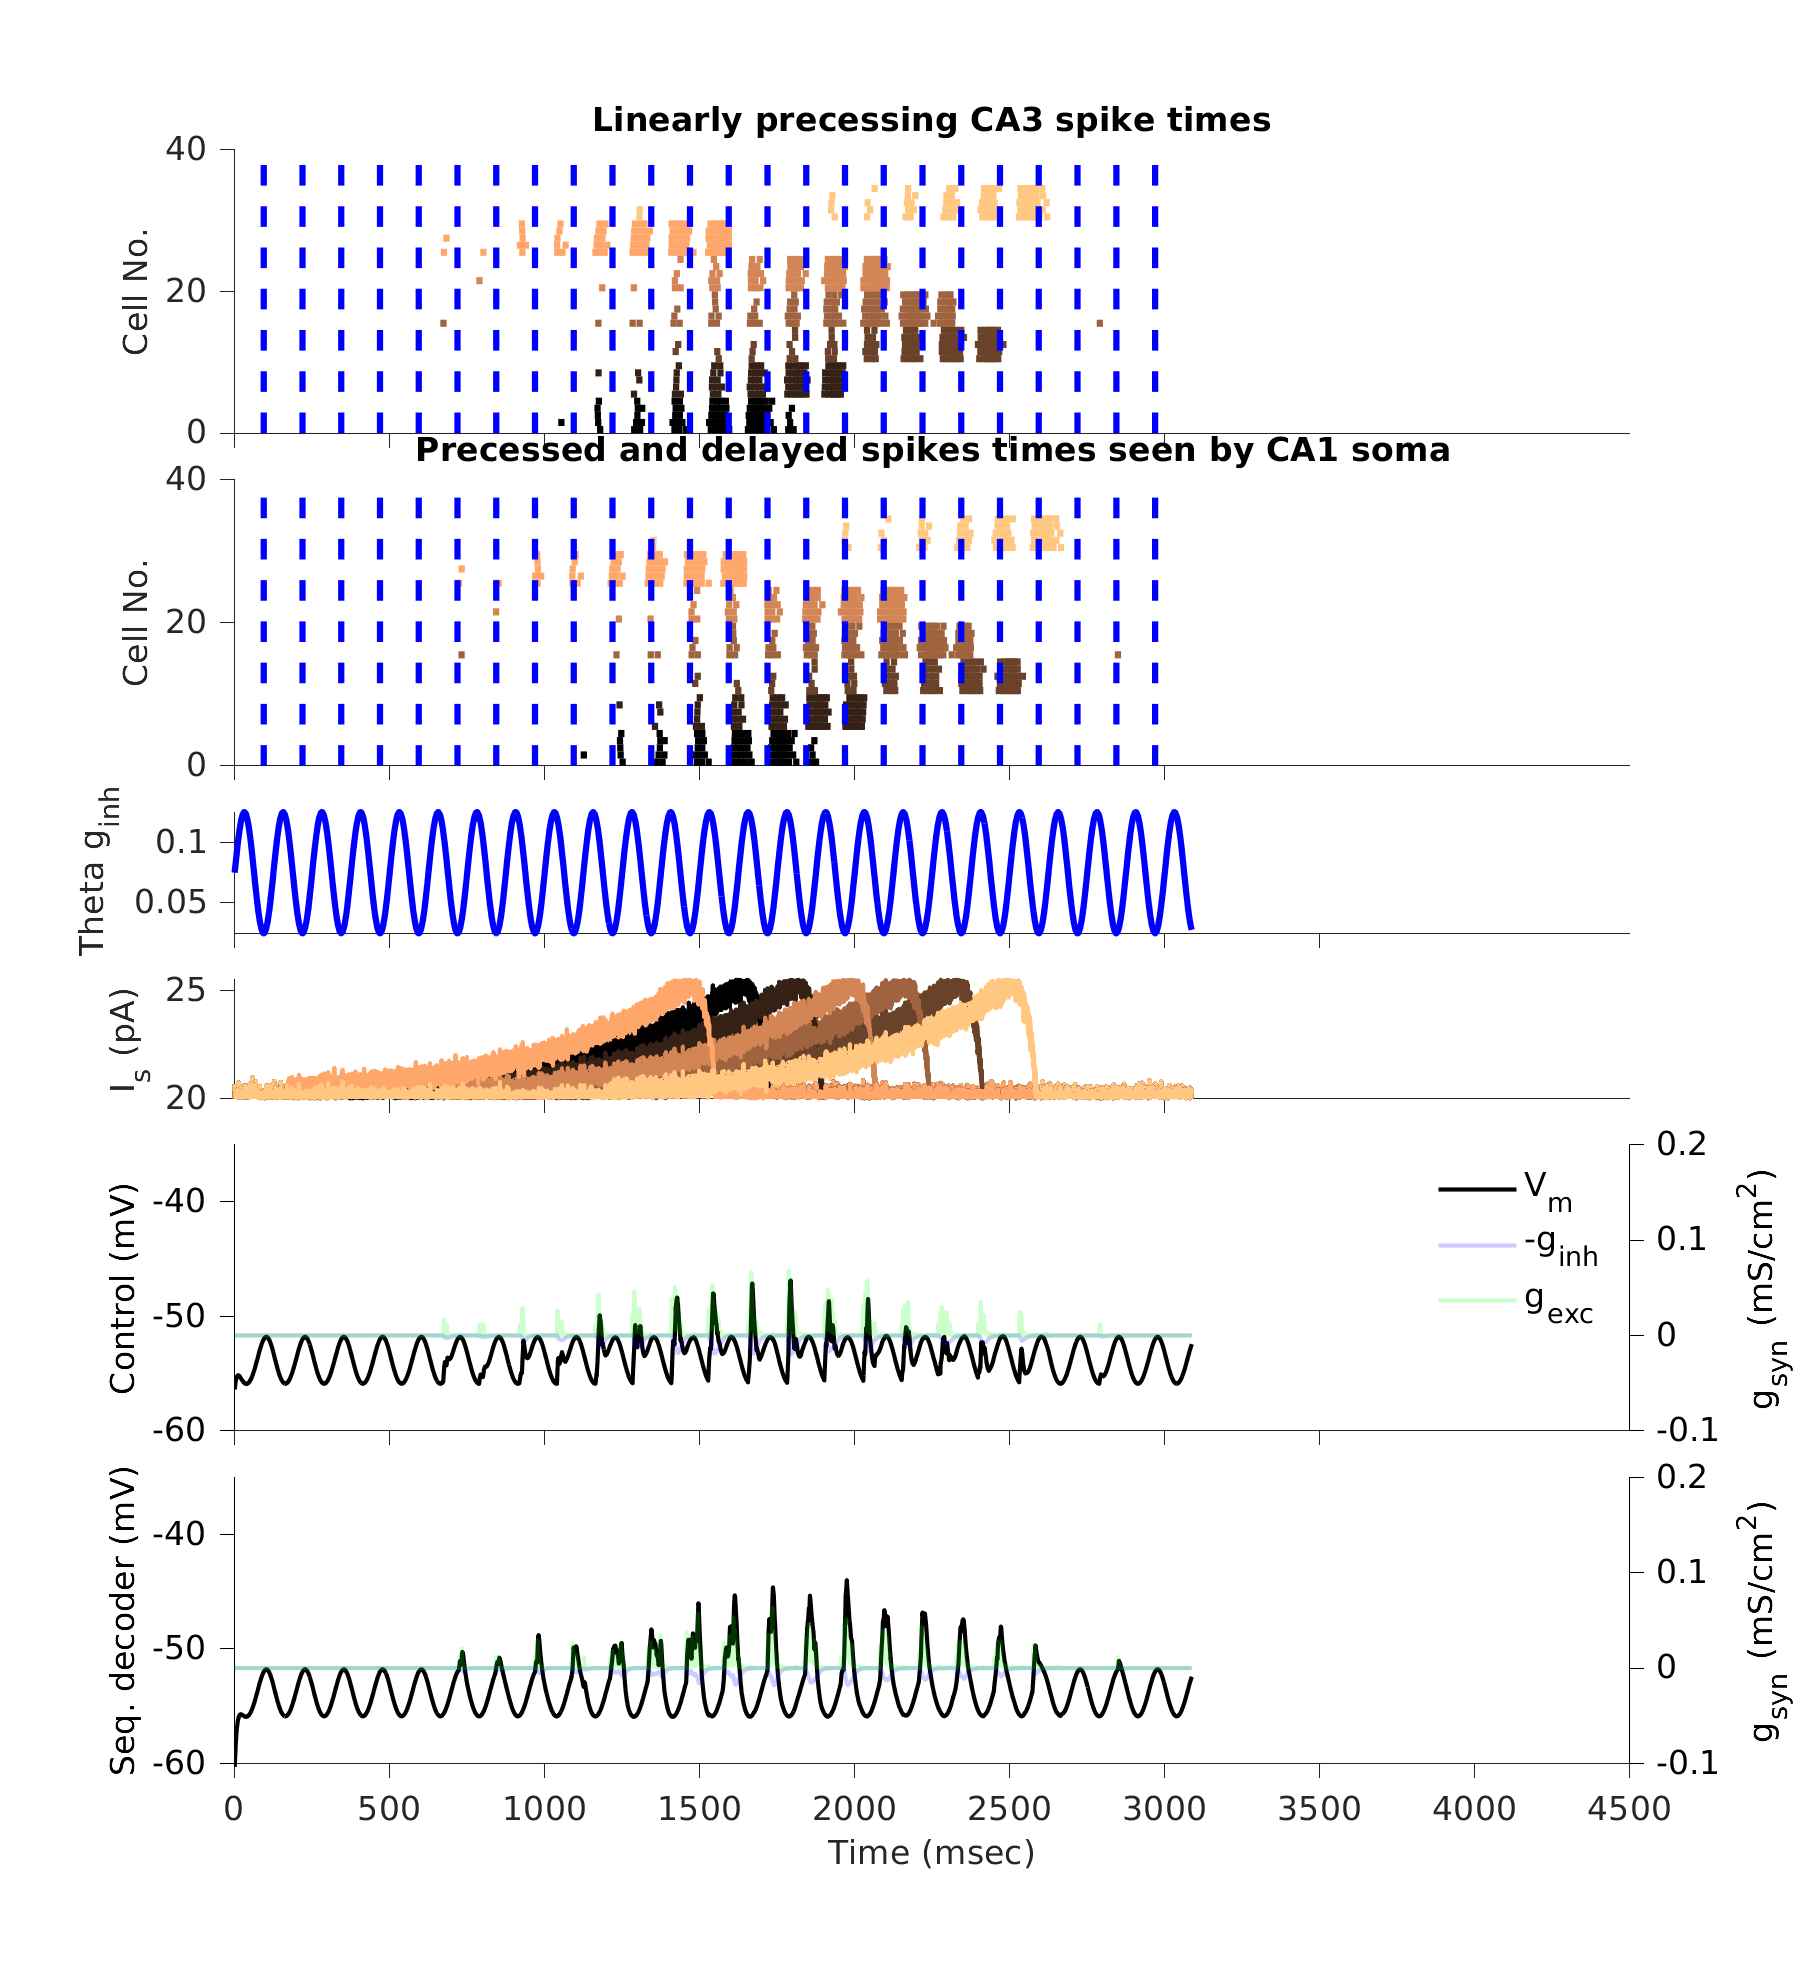 Linearly precessing CA3 spike times
40
20
0
Cell No.
Precessed and delayed spikes times seen by CA1 soma
40
20
0
Cell No.
0.1
0.05
Theta g_inh
25
20
I_s (pA)
-40
-50
-60
Control (mV)
V_m
-g_inh
g_exc
0.2
0.1
0
-0.1
g_syn (mS/cm^2)
-40
-50
-60
Seq. decoder (mV)
0.2
0.1
0
-0.1
g_syn (mS/cm^2)
0 500 1000 1500 2000 2500 3000 3500 4000 4500
Time (msec)